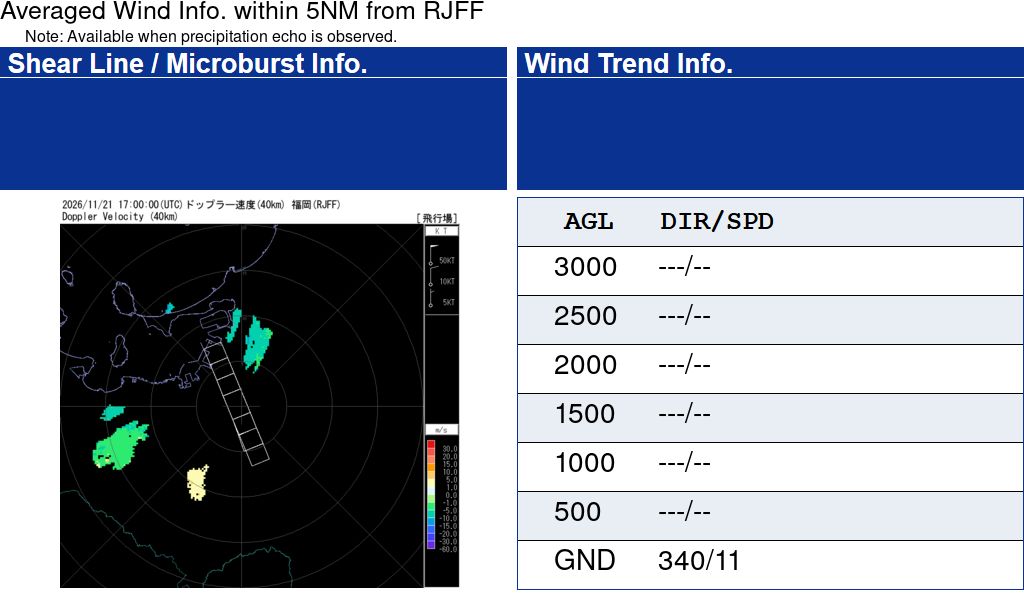 Averaged Wind Info. within 5NM from RJFF
Note: Available when precipitation echo is observed.
Shear Line / Microburst Info.
Wind Trend Info.
2026/11/21 17:00:00(UTC) ドップラー速度(40km) 福岡(RJFF)
Doppler Velocity (40km)
[飛行場]
KT
50KT
10KT
5KT
m/s
30.0
20.0
15.0
10.0
5.0
1.0
0.0
-1.0
-5.0
-10.0
-15.0
-20.0
-30.0
-60.0
AGL DIR/SPD
3000 ---/--
2500 ---/--
2000 ---/--
1500 ---/--
1000 ---/--
500 ---/--
GND 340/11